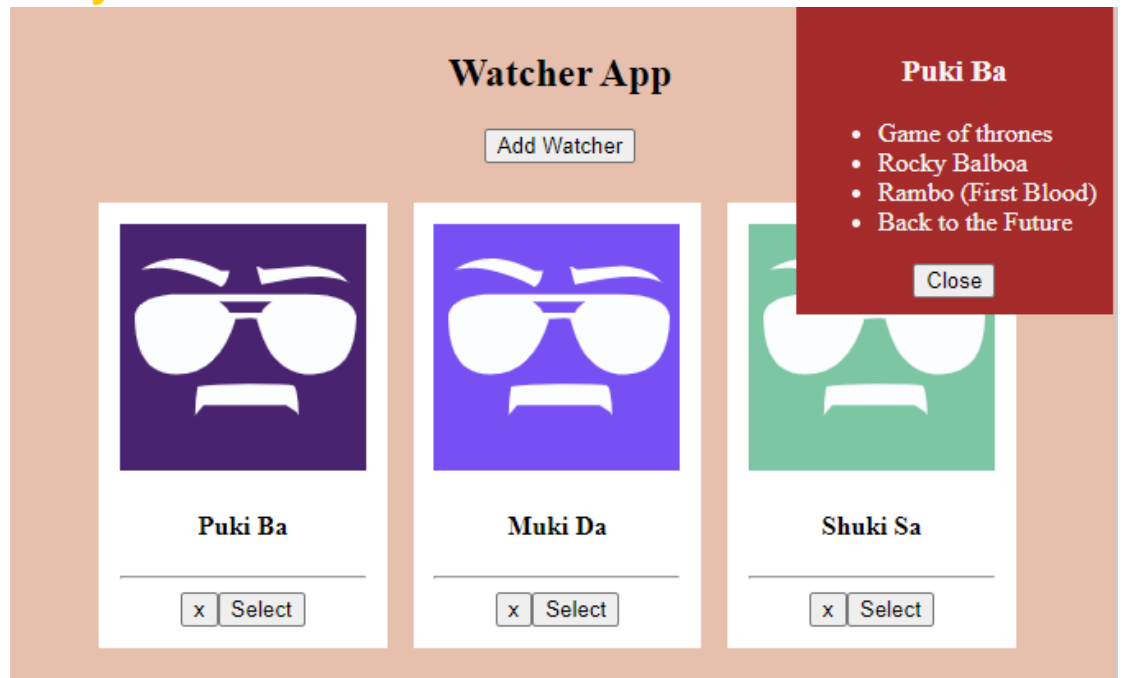 Watcher App
Add Watcher
Puki Ba
Game of thrones
Rocky Balboa
Rambo (First Blood)
Back to the Future
Close
Puki Ba
x Select
Muki Da
x Select
Shuki Sa
x Select